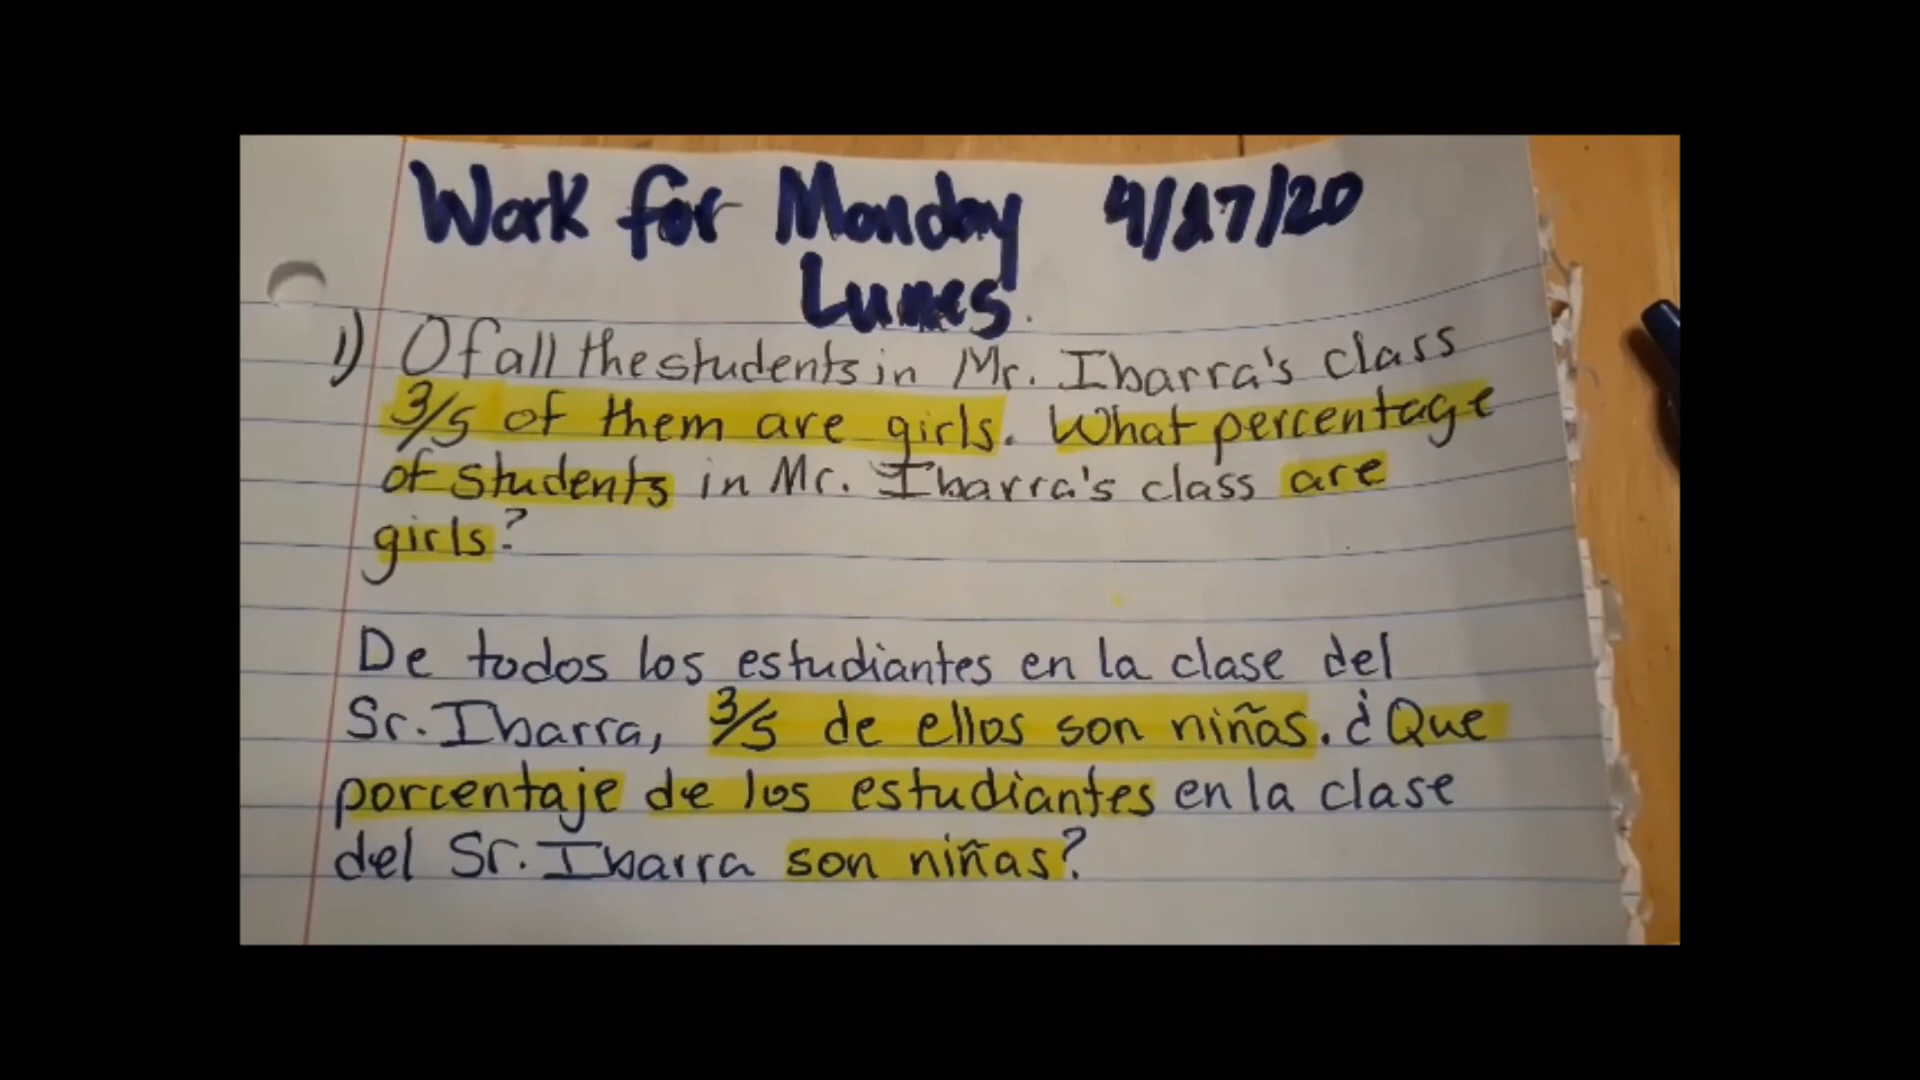 Work for Monday 4/27/20
Lunes
1) Of all the students in Mr. Ibarra's class
3/5 of them are girls. What percentage
of students in Mr. Ibarra's class are
girls?
De todos los estudiantes en la clase del
Sr. Ibarra, 3/5 de ellos son niñas. ¿Que
porcentaje de los estudiantes en la clase
del Sr. Ibarra son niñas?